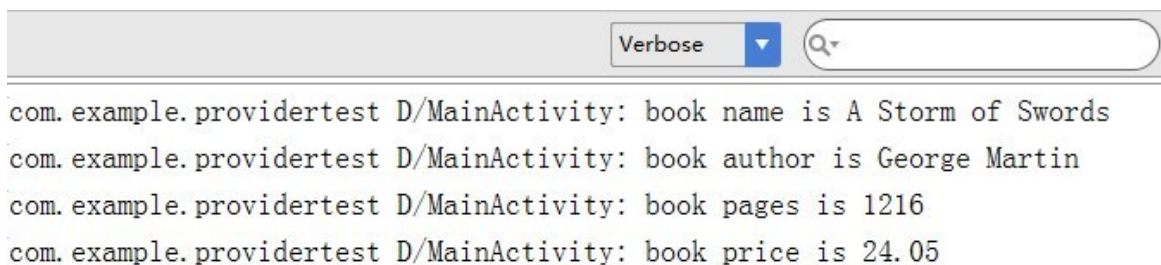 Verbose
com.example.providertest D/MainActivity: book name is A Storm of Swords
com.example.providertest D/MainActivity: book author is George Martin
com.example.providertest D/MainActivity: book pages is 1216
com.example.providertest D/MainActivity: book price is 24.05